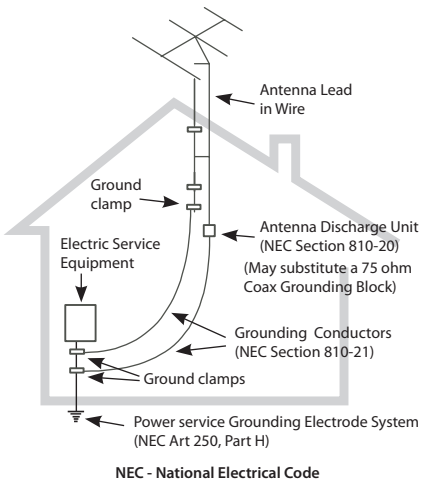 Antenna Lead
in Wire
Ground
clamp
Antenna Discharge Unit
(NEC Section 810-20)
(May substitute a 75 ohm
Coax Grounding Block)
Electric Service
Equipment
Grounding Conductors
(NEC Section 810-21)
Ground clamps
Power service Grounding Electrode System
(NEC Art 250, Part H)
NEC - National Electrical Code